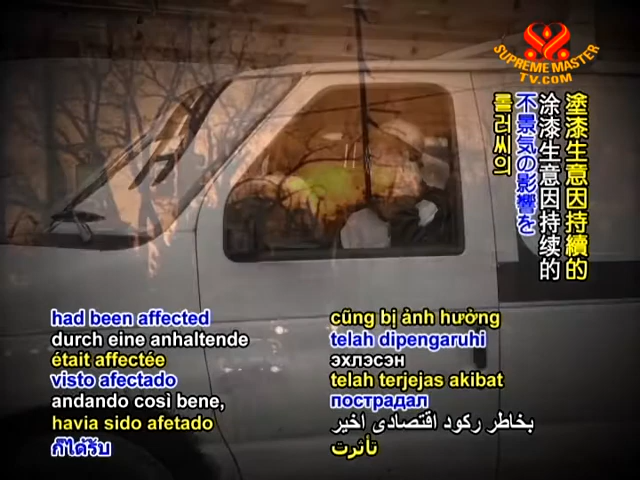 SUPREME MASTER
TV.COM
塗漆生意因持續的
涂漆生意因持续的
不景気の影響を
톨러씨의
had been affected
durch eine anhaltende
était affectée
visto afectado
andando così bene,
havia sido afetado
ก็ได้รับ
cũng bị ảnh hưởng
telah dipengaruhi
эхлэсэн
telah terjejas akibat
пострадал
بخاطر رکود اقتصادی اخیر
تأثرت